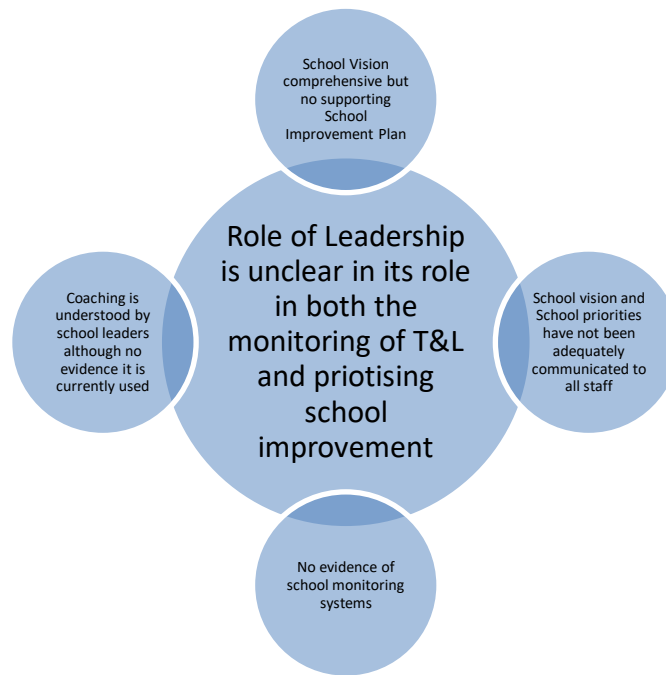 School Vision
comprehensive but
no supporting
School
Improvement Plan
Role of Leadership
is unclear in its role
in both the
monitoring of T&L
and priotising
school
improvement
Coaching is
understood by
school leaders
although no
evidence it is
currently used
School vision and
School priorities
have not been
adequately
communicated to
all staff
No evidence of
school monitoring
systems